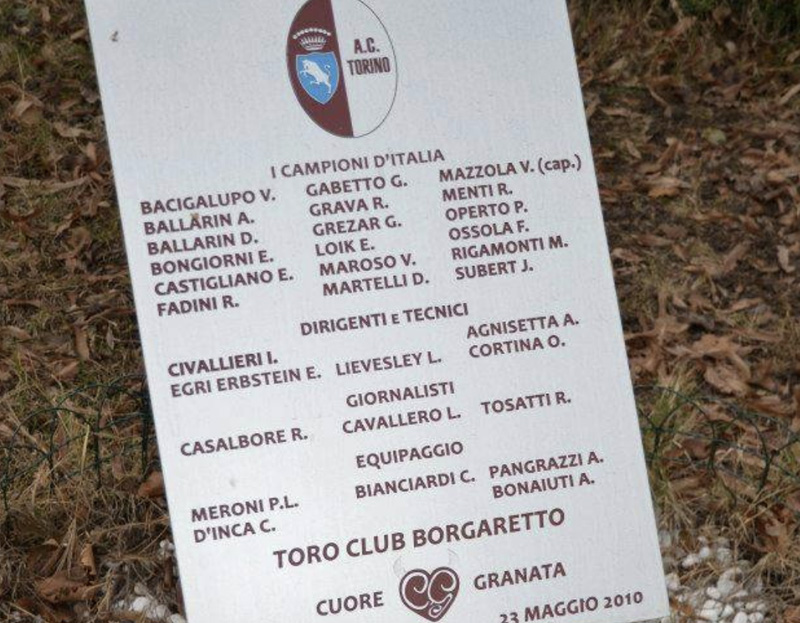 A.C.
TORINO
I CAMPIONI D'ITALIA
BACIGALUPO V. GABETTO G. MAZZOLA V. (cap.)
BALLARIN A. GRAVA R. MENTI R.
BALLARIN D. GREZAR G. OPERTO P.
BONGIORNI E. LOIK E. OSSOLA F.
CASTIGLIANO E. MAROSO V. RIGAMONTI M.
FADINI R. MARTELLI D. SUBERT J.
DIRIGENTI E TECNICI
CIVALLIERI I. AGNISETTA A.
EGRI ERBSTEIN E. LIEVESLEY L. CORTINA O.
GIORNALISTI
CASALBORE R. CAVALLERO L. TOSATTI R.
EQUIPAGGIO
MERONI P.L. BIANCIARDI C. PANGRAZZI A.
D'INCA C. BONAIUTI A.
TORO CLUB BORGARETTO
CUORE CG GRANATA
23 MAGGIO 2010